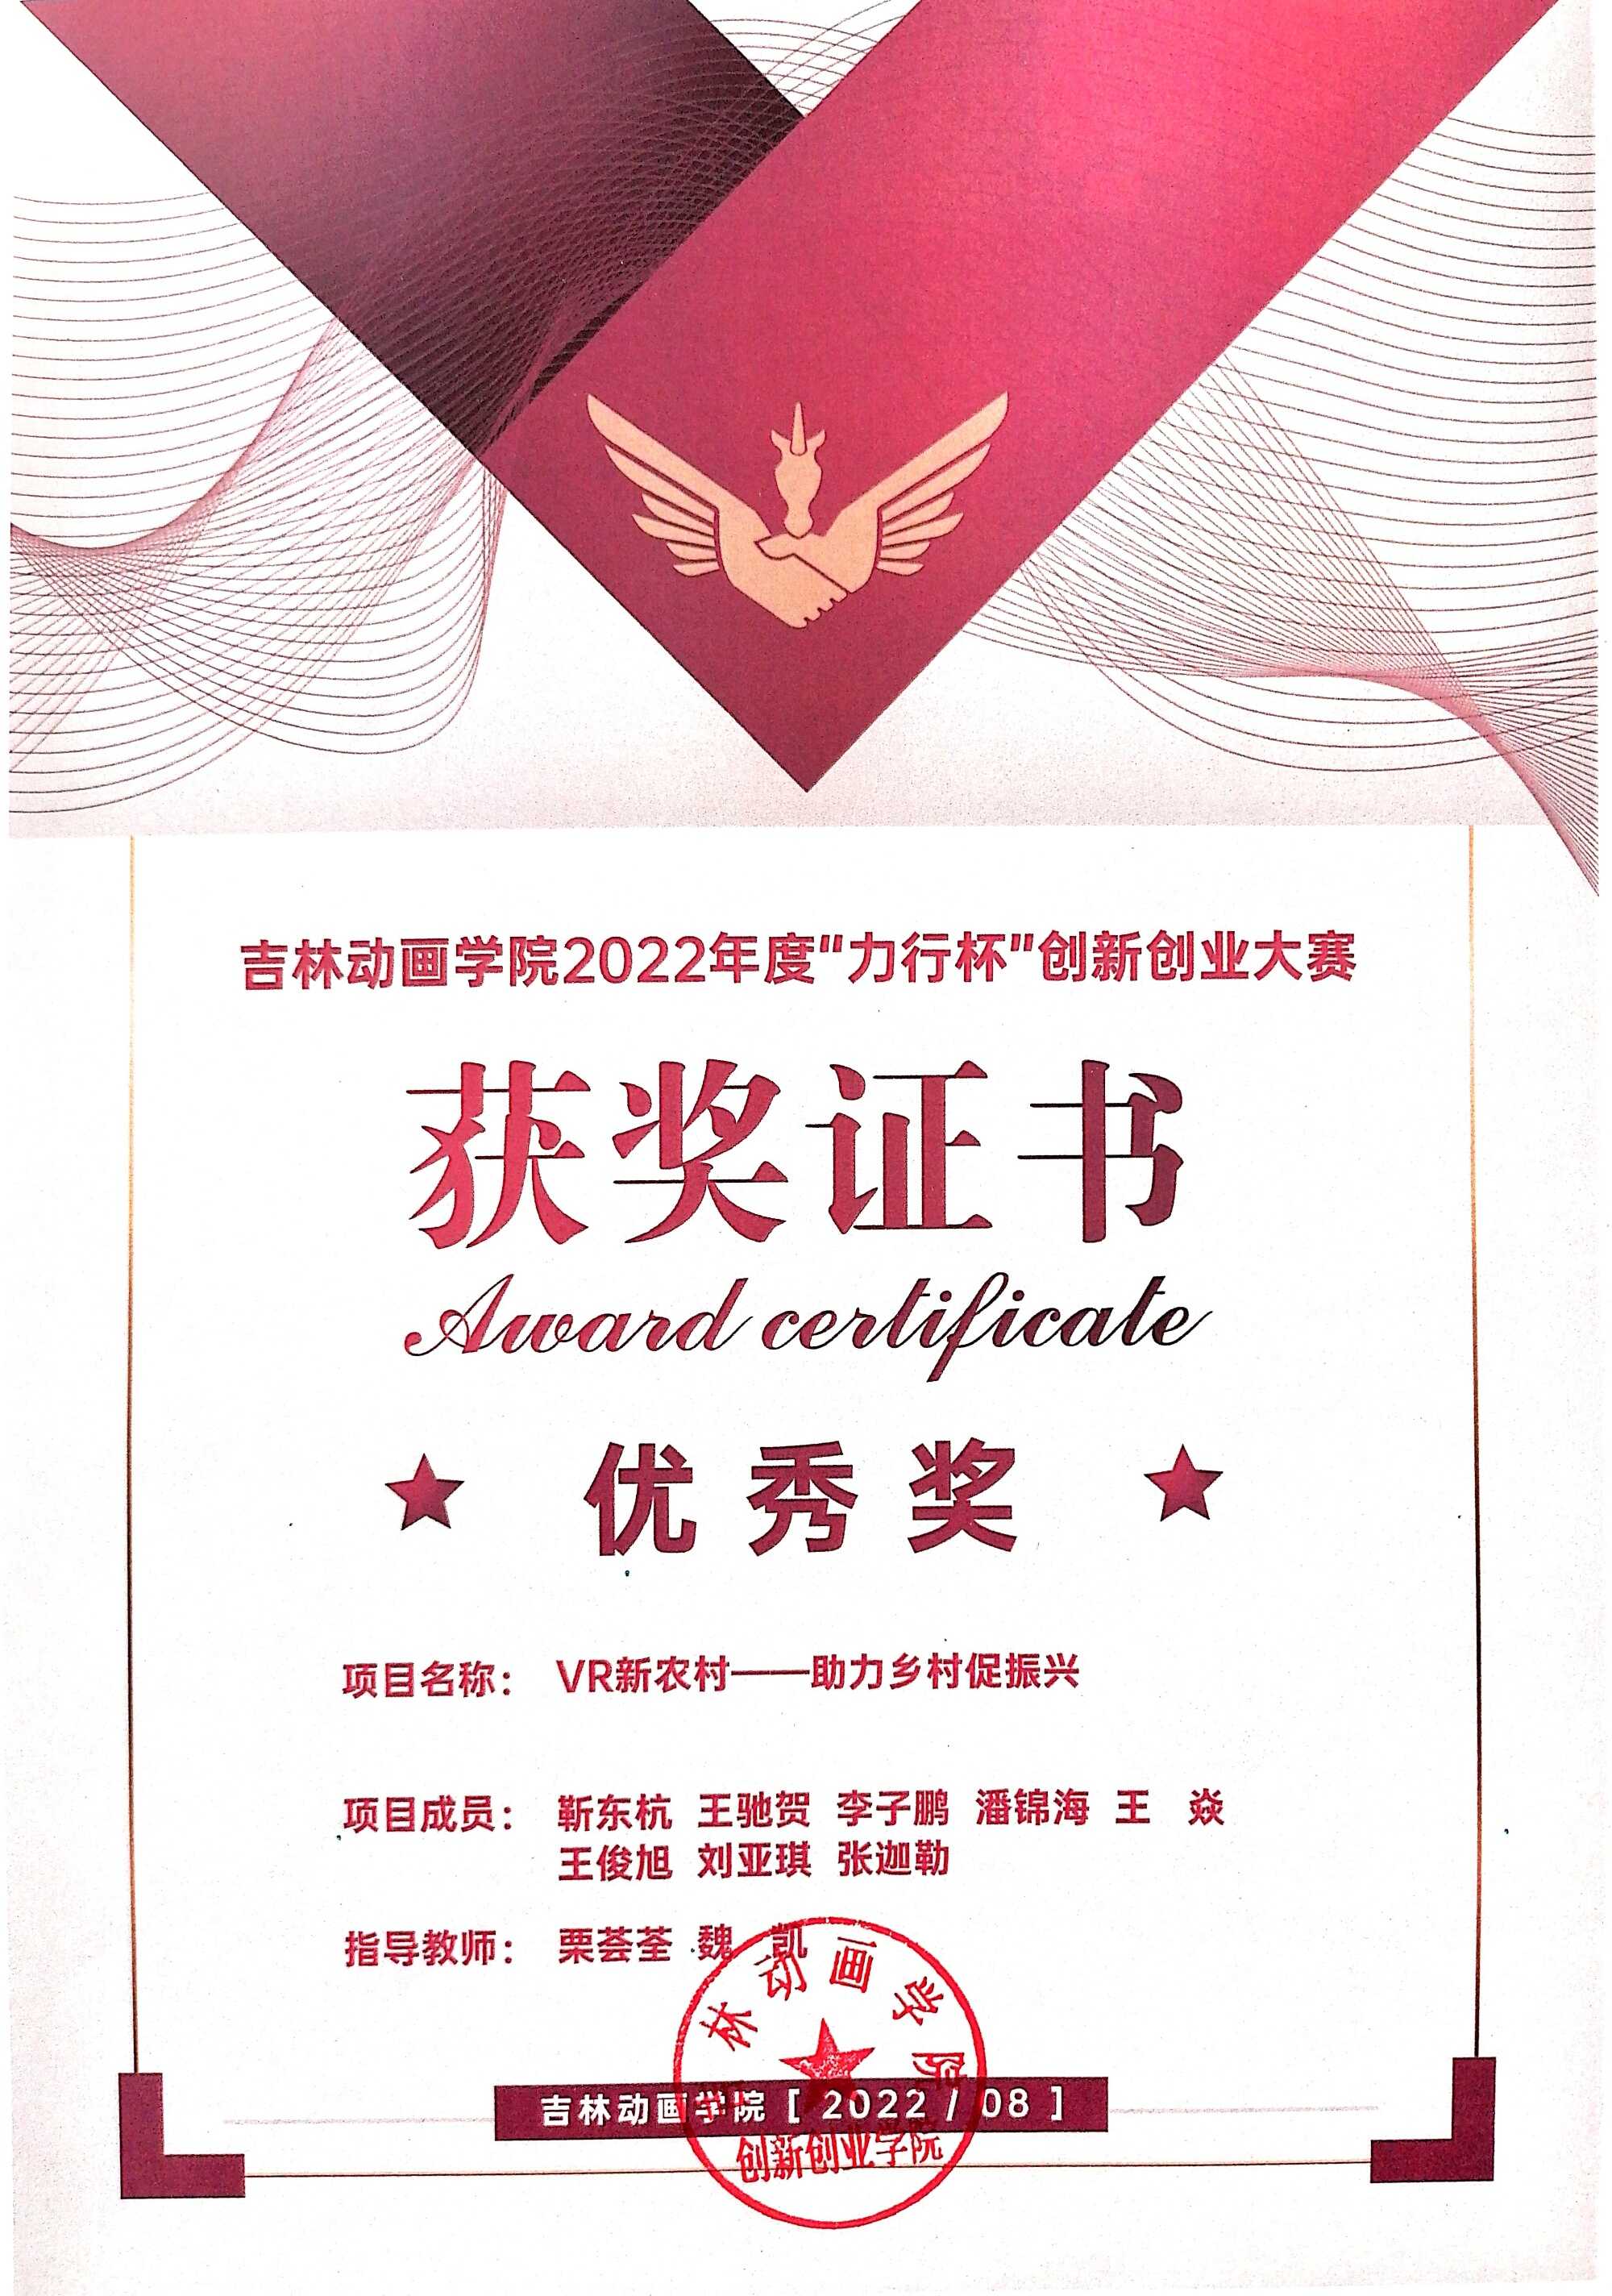 吉林动画学院2022年度“力行杯”创新创业大赛
获奖证书
Award certificate
优秀奖
项目名称： VR新农村——助力乡村促振兴
项目成员： 靳东杭 王驰贺 李子鹏 潘锦海 王 焱
王俊旭 刘亚琪 张迦勒
指导教师： 栗荟荃 魏 凯
吉林动画学院
吉林动画学院 [ 2022 / 08 ]
创新创业学院